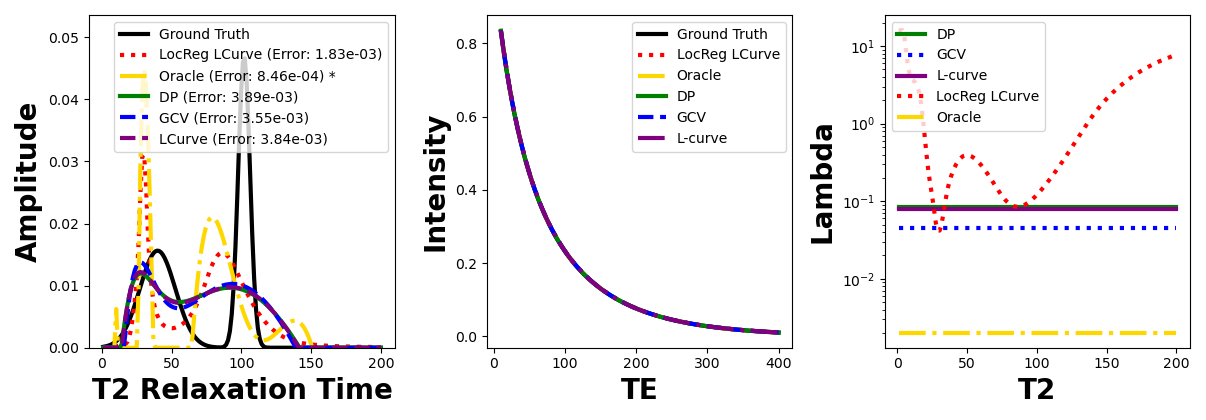 Amplitude
0.05
0.04
0.03
0.02
0.01
0.00
Ground Truth
LocReg LCurve (Error: 1.83e-03)
Oracle (Error: 8.46e-04) *
DP (Error: 3.89e-03)
GCV (Error: 3.55e-03)
LCurve (Error: 3.84e-03)
0 50 100 150 200
T2 Relaxation Time
Intensity
0.8
0.6
0.4
0.2
0.0
Ground Truth
LocReg LCurve
Oracle
DP
GCV
L-curve
0 100 200 300 400
TE
Lambda
10¹
10⁰
10⁻¹
10⁻²
DP
GCV
L-curve
LocReg LCurve
Oracle
0 50 100 150 200
T2